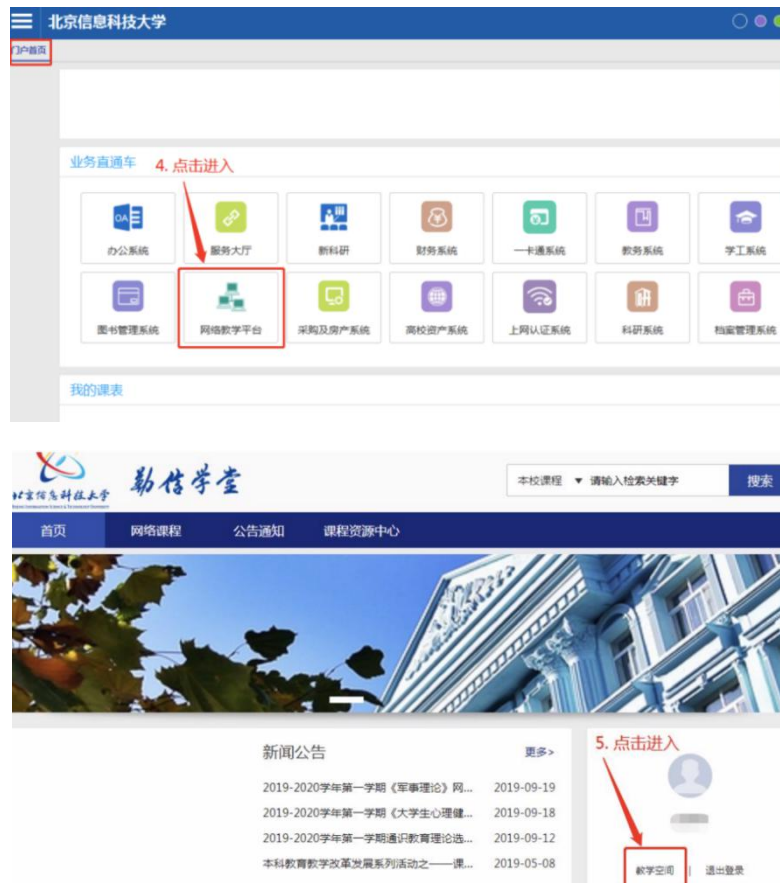 北京信息科技大学
门户首页
业务直通车
4. 点击进入
办公系统 服务大厅 新科研 财务系统 一卡通系统 教务系统 学工系统
图书管理系统 网络教学平台 采购及房产系统 高校资产系统 上网认证系统 科研系统 档案管理系统
我的课表
北京信息科技大学 勤信学堂 本校课程 ▼ 请输入检索关键字 搜索
首页 网络课程 公告通知 课程资源中心
新闻公告 更多>
5. 点击进入
2019-2020学年第一学期《军事理论》网... 2019-09-19
2019-2020学年第一学期《大学生心理健... 2019-09-18
2019-2020学年第一学期通识教育理论选... 2019-09-12
本科教育教学改革发展系列活动之——课... 2019-05-08
教学空间 | 退出登录